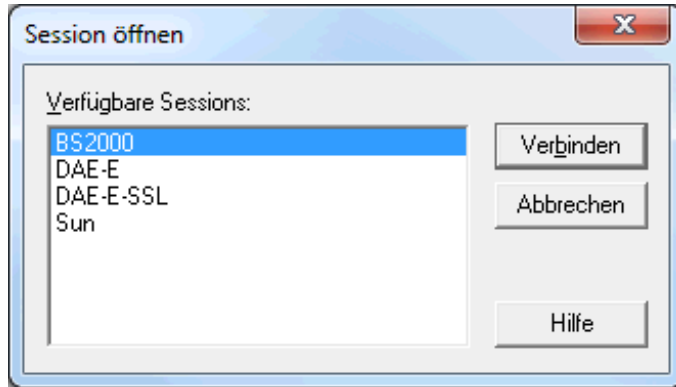 Session öffnen
Verfügbare Sessions:
BS2000
DAE-E
DAE-E-SSL
Sun
Verbinden
Abbrechen
Hilfe